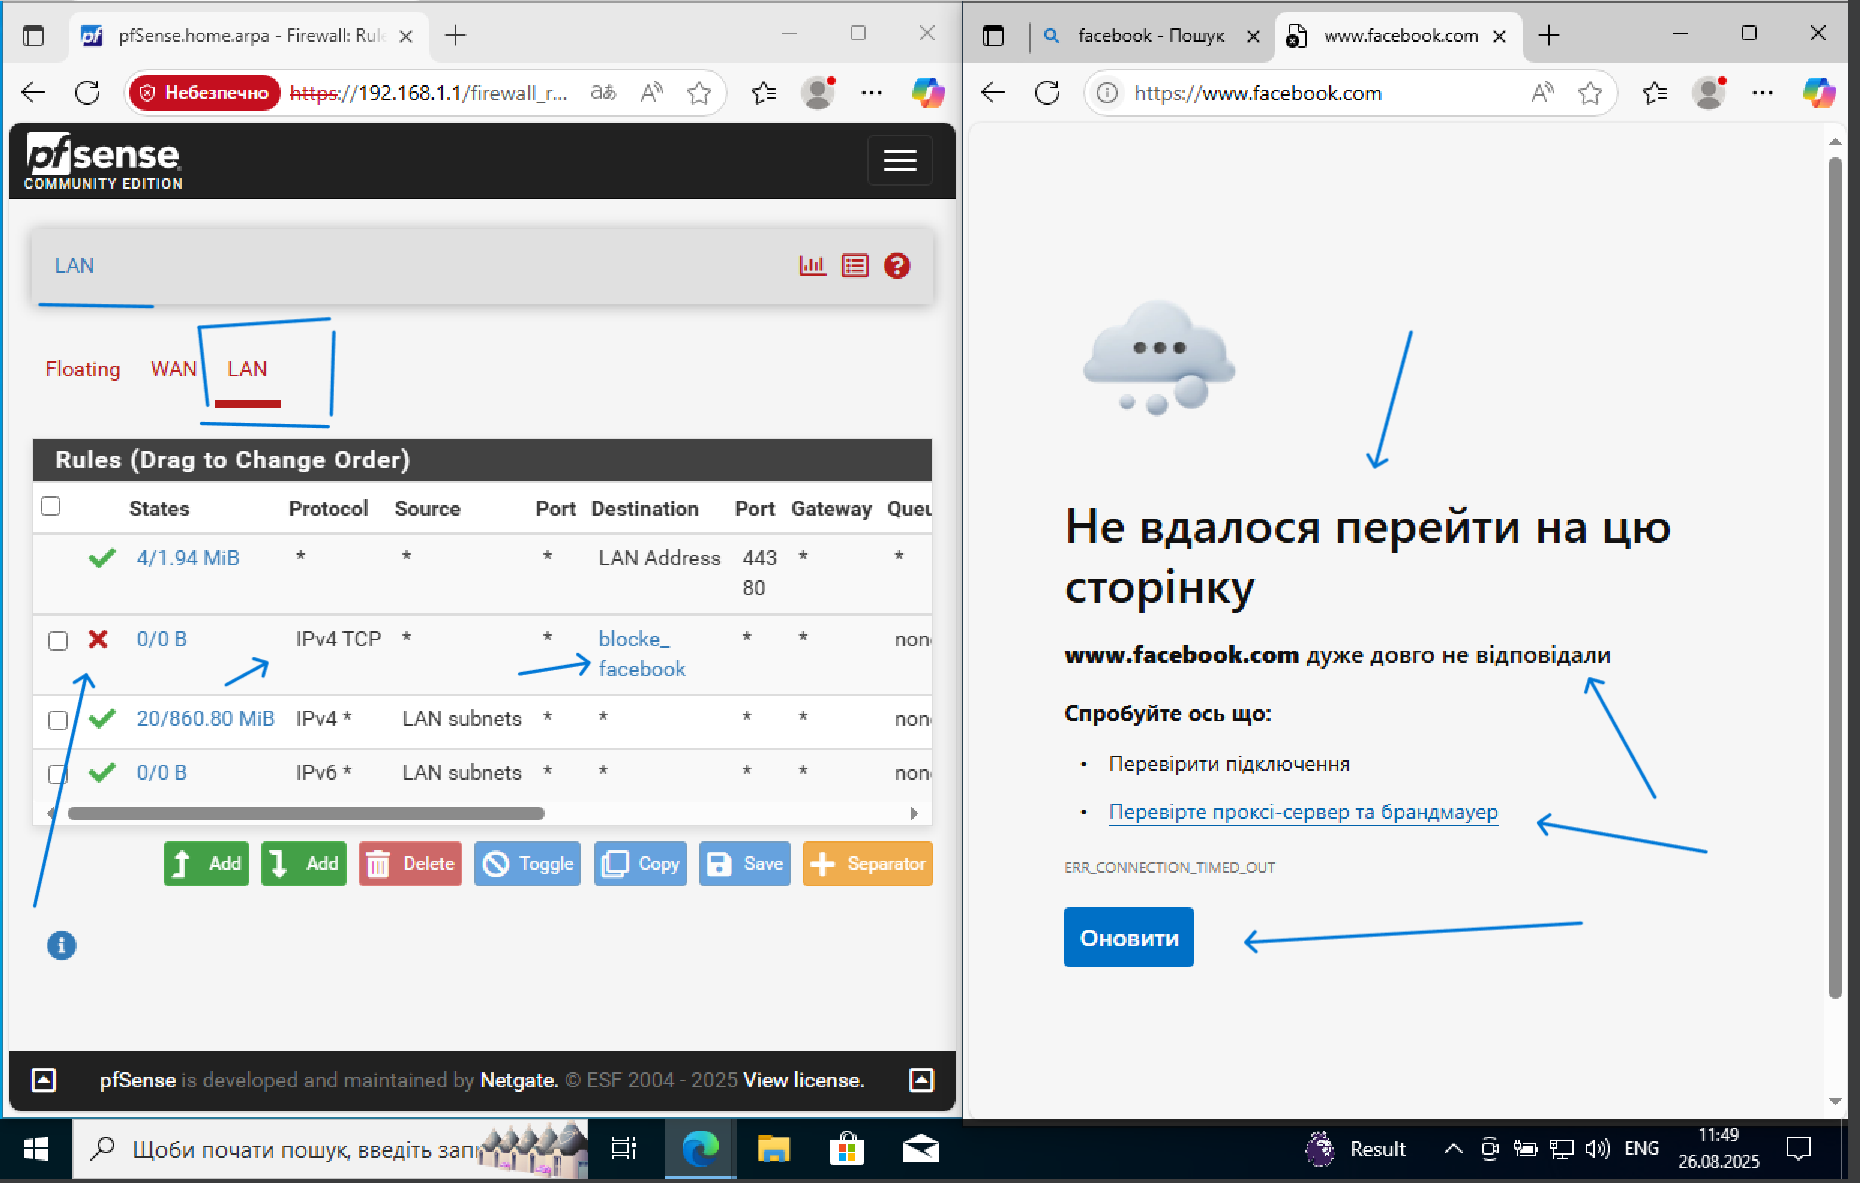 pfSense.home.arpa - Firewall: Rule
Небезпечно https://192.168.1.1/firewall_r...
pfsense
COMMUNITY EDITION
LAN
Floating WAN LAN
Rules (Drag to Change Order)
States Protocol Source Port Destination Port Gateway Queu
4/1.94 MiB * * * LAN Address 443 * *
80
0/0 B IPv4 TCP * * blocke_ * * none
facebook
20/860.80 MiB IPv4 * LAN subnets * * * * none
0/0 B IPv6 * LAN subnets * * * * none
Add Add Delete Toggle Copy Save Separator
pfSense is developed and maintained by Netgate. © ESF 2004 - 2025 View license.
facebook - Пошук www.facebook.com
https://www.facebook.com
Не вдалося перейти на цю
сторінку
www.facebook.com дуже довго не відповідали
Спробуйте ось що:
• Перевірити підключення
• Перевірте проксі-сервер та брандмауер
ERR_CONNECTION_TIMED_OUT
Оновити
Щоби почати пошук, введіть запи
Result ENG 11:49
26.08.2025